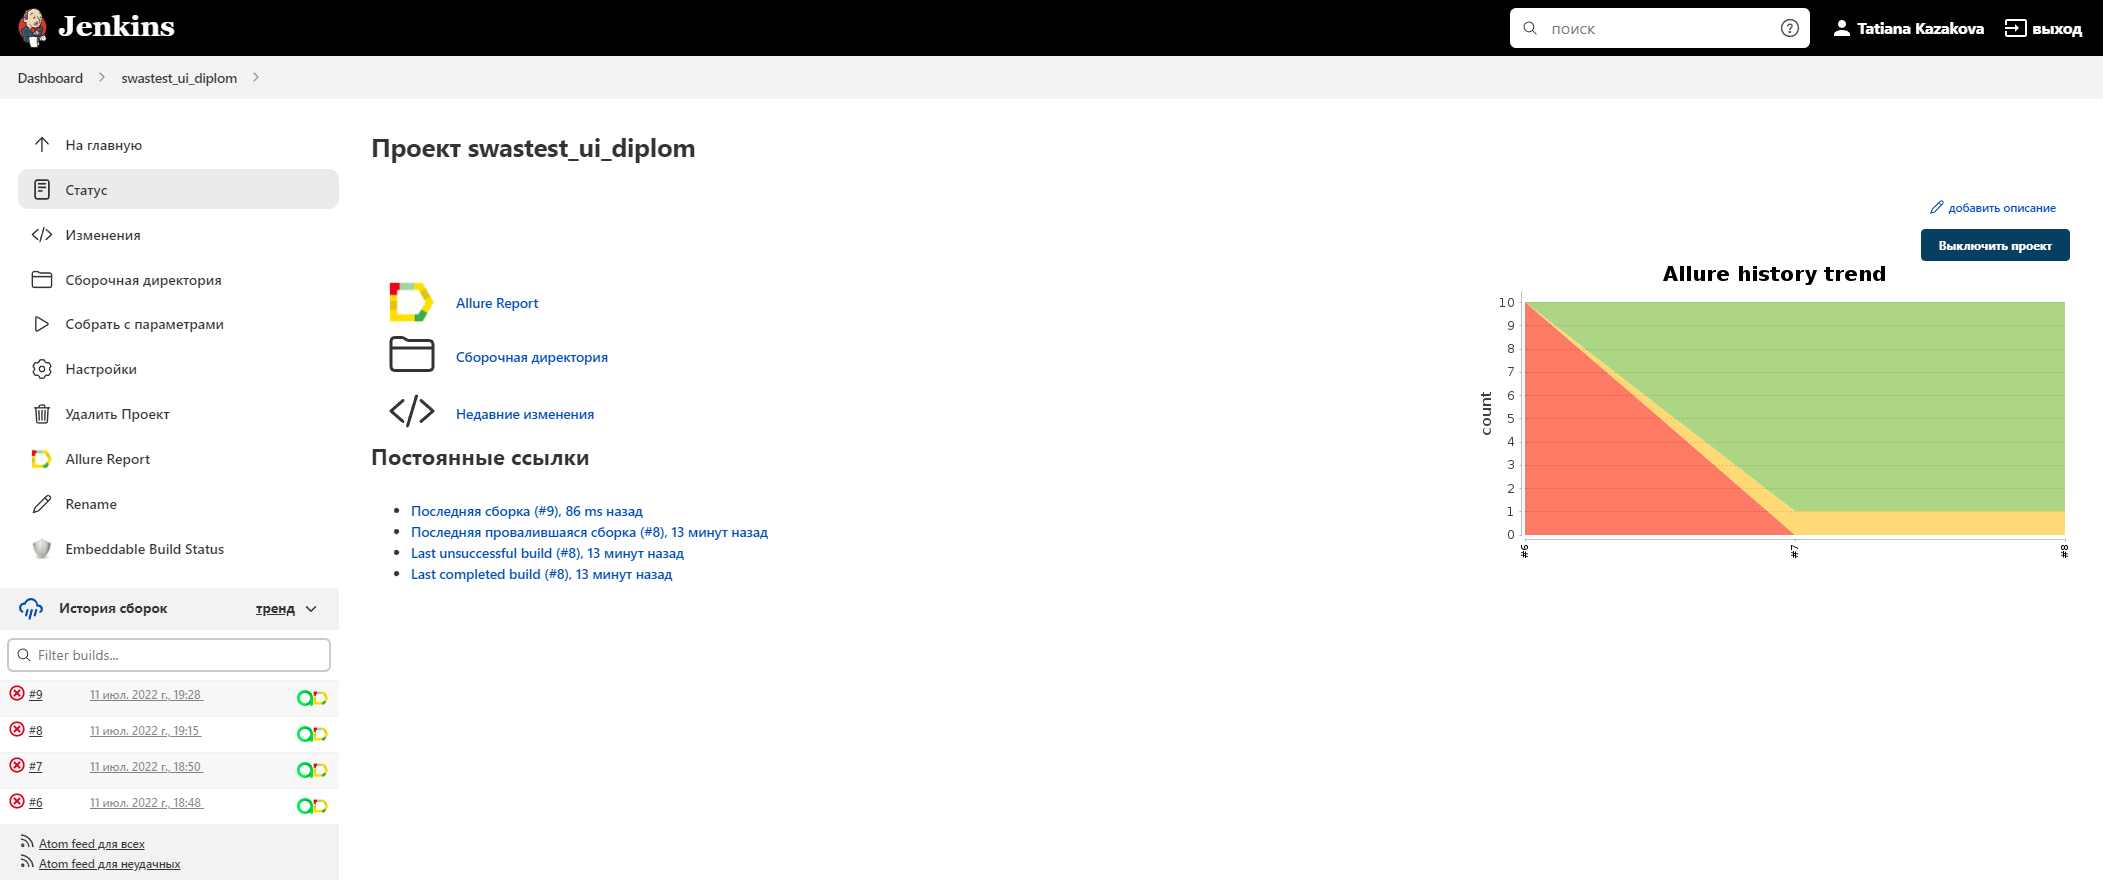 Jenkins
поиск
Tatiana Kazakova
выход
Dashboard
swastest_ui_diplom
На главную
Статус
Изменения
Сборочная директория
Собрать с параметрами
Настройки
Удалить Проект
Allure Report
Rename
Embeddable Build Status
История сборок
тренд
Filter builds...
#9 11 июл. 2022 г., 19:28
#8 11 июл. 2022 г., 19:15
#7 11 июл. 2022 г., 18:50
#6 11 июл. 2022 г., 18:48
Atom feed для всех
Atom feed для неудачных
Проект swastest_ui_diplom
добавить описание
Выключить проект
Allure Report
Сборочная директория
Недавние изменения
Постоянные ссылки
Последняя сборка (#9), 86 ms назад
Последняя провалившаяся сборка (#8), 13 минут назад
Last unsuccessful build (#8), 13 минут назад
Last completed build (#8), 13 минут назад
Allure history trend
count
10
9
8
7
6
5
4
3
2
1
0
#6
#7
#8